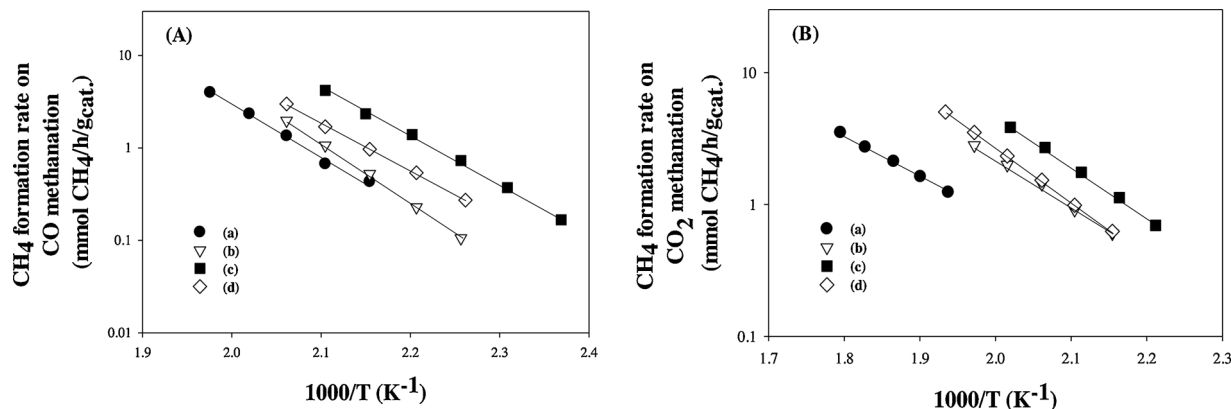 CH4 formation rate on
CO methanation
(mmol CH4/h/gcat.)
(A)
10
1
0.1
0.01
(a)
(b)
(c)
(d)
1.9 2.0 2.1 2.2 2.3 2.4
1000/T (K-1)
CH4 formation rate on
CO2 methanation
(mmol CH4/h/gcat.)
(B)
10
1
0.1
(a)
(b)
(c)
(d)
1.7 1.8 1.9 2.0 2.1 2.2 2.3
1000/T (K-1)